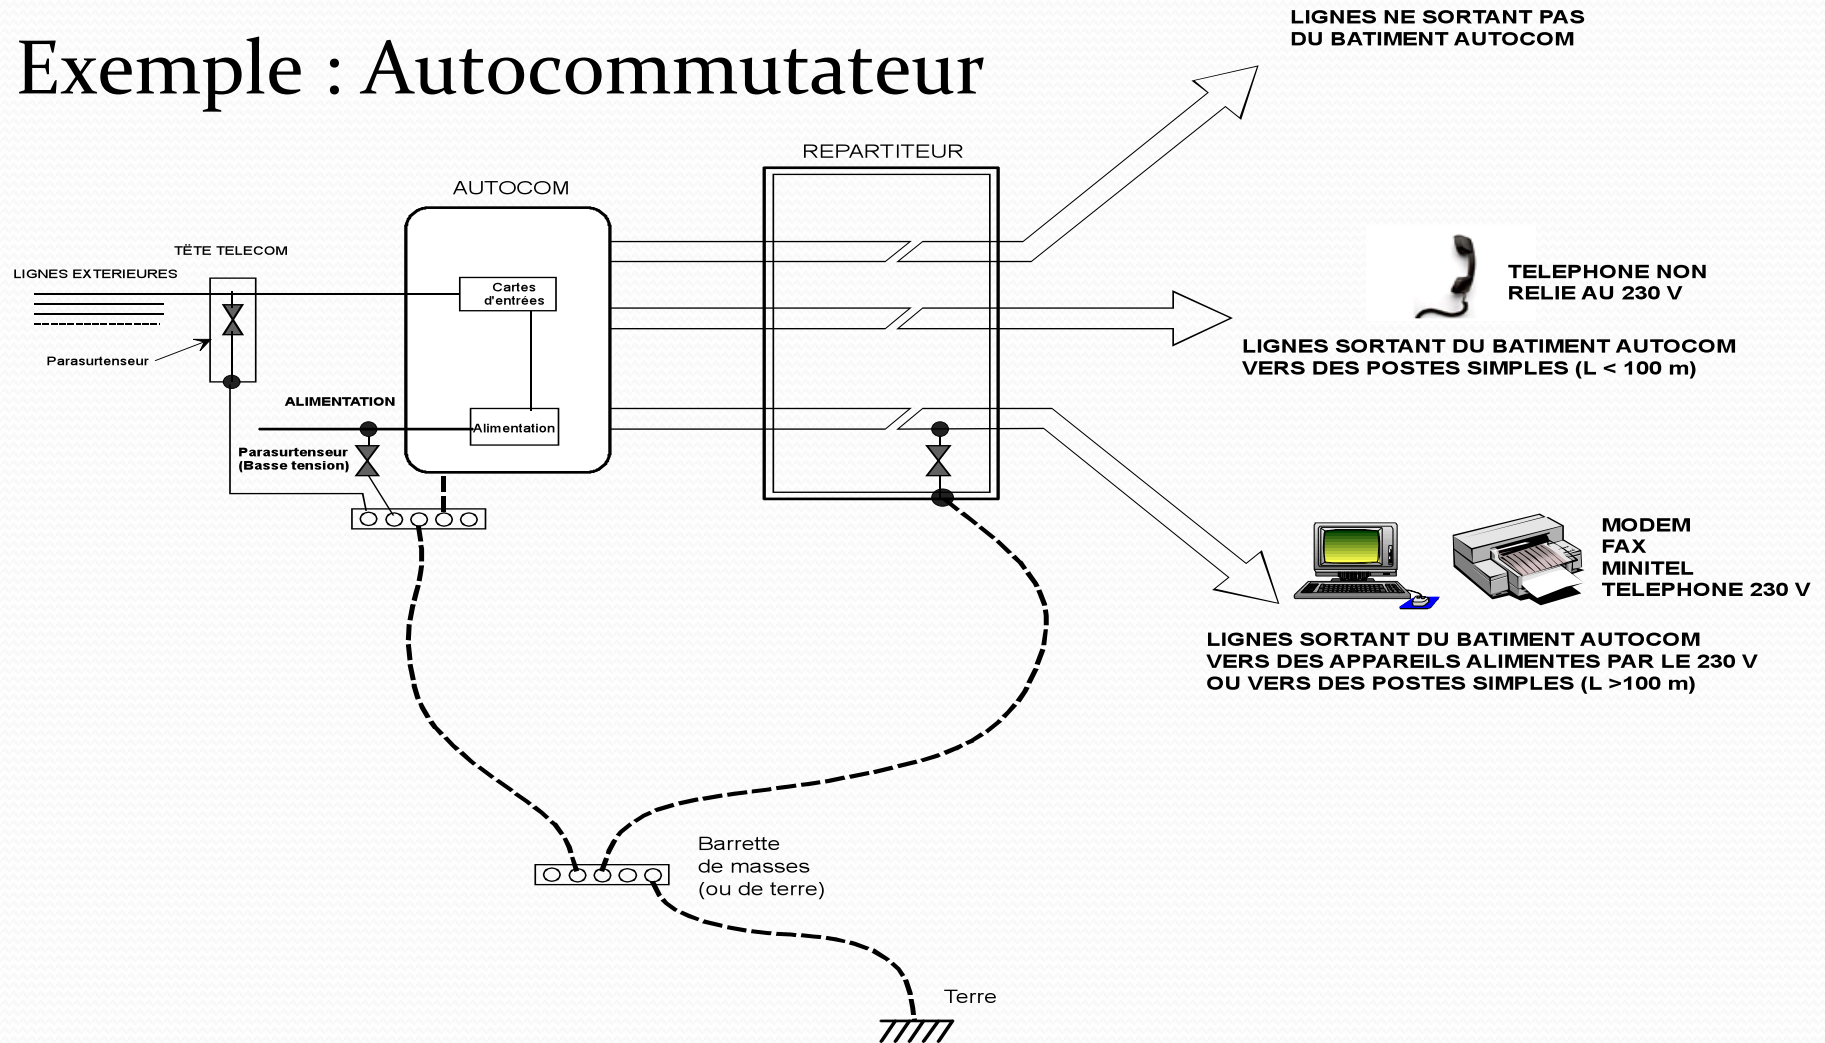 Exemple : Autocommutateur
LIGNES NE SORTANT PAS
DU BATIMENT AUTOCOM
REPARTITEUR
AUTOCOM
TËTE TELECOM
LIGNES EXTERIEURES
Cartes
d'entrées
Parasurtenseur
ALIMENTATION
Alimentation
Parasurtenseur
(Basse tension)
TELEPHONE NON
RELIE AU 230 V
LIGNES SORTANT DU BATIMENT AUTOCOM
VERS DES POSTES SIMPLES (L < 100 m)
MODEM
FAX
MINITEL
TELEPHONE 230 V
LIGNES SORTANT DU BATIMENT AUTOCOM
VERS DES APPAREILS ALIMENTES PAR LE 230 V
OU VERS DES POSTES SIMPLES (L >100 m)
Barrette
de masses
(ou de terre)
Terre